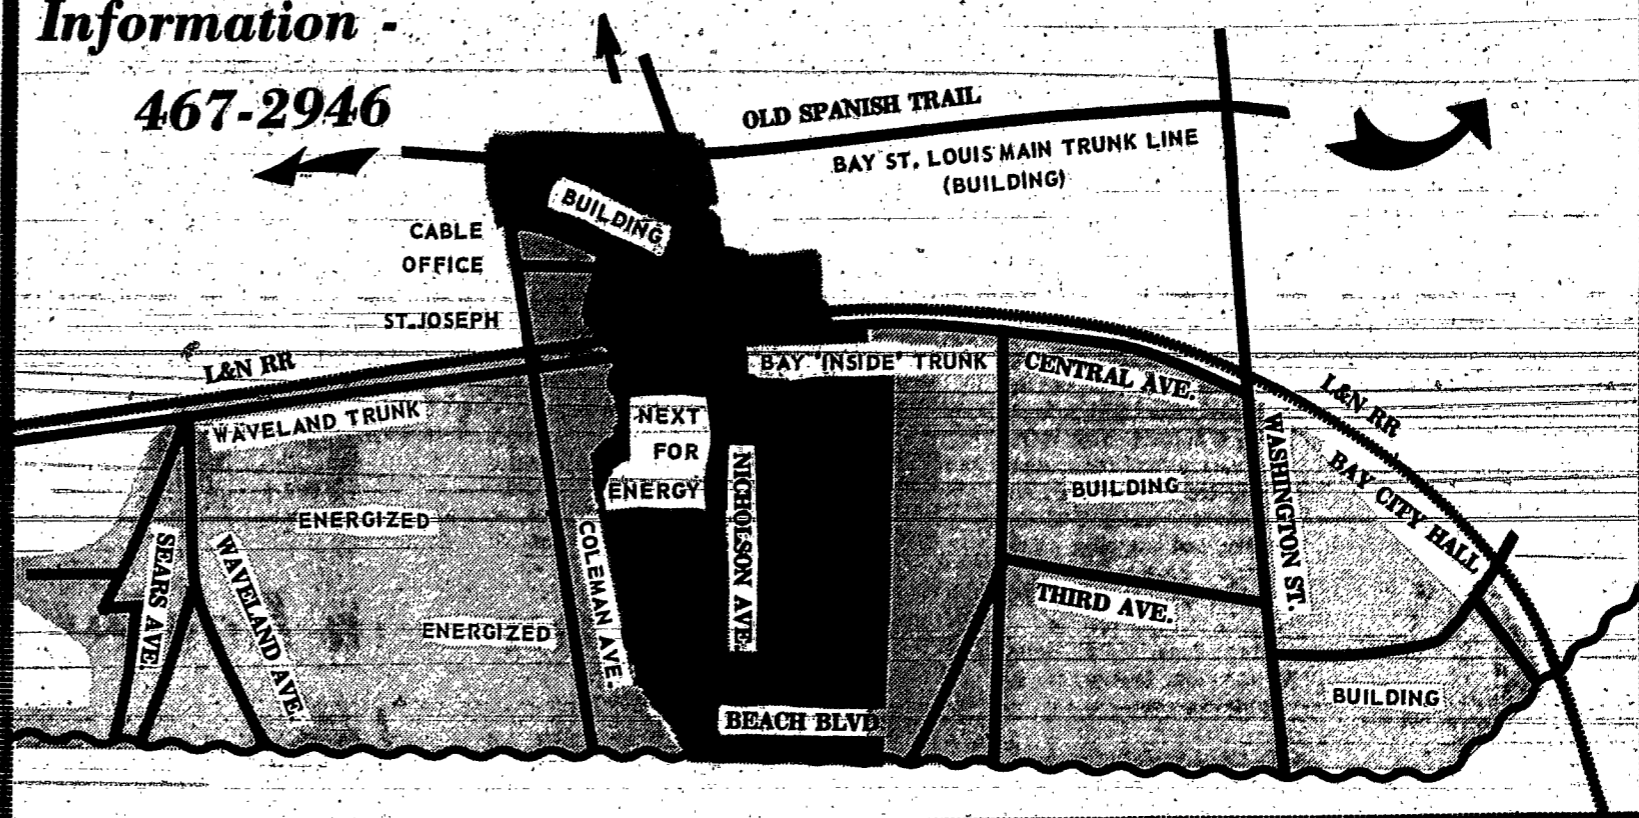 Information -
467-2946
OLD SPANISH TRAIL
BAY ST. LOUIS MAIN TRUNK LINE
(BUILDING)
BUILDING
CABLE
OFFICE
ST. JOSEPH
L&N RR
WAVELAND TRUNK
BAY 'INSIDE' TRUNK
CENTRAL AVE.
L&N RR
NEXT
FOR
ENERGY
NICHOLSON AVE.
WASHINGTON ST.
BAY CITY HALL
BUILDING
ENERGIZED
SEARS AVE.
WAVELAND AVE.
COLEMAN AVE.
THIRD AVE.
ENERGIZED
BEACH BLVD
BUILDING